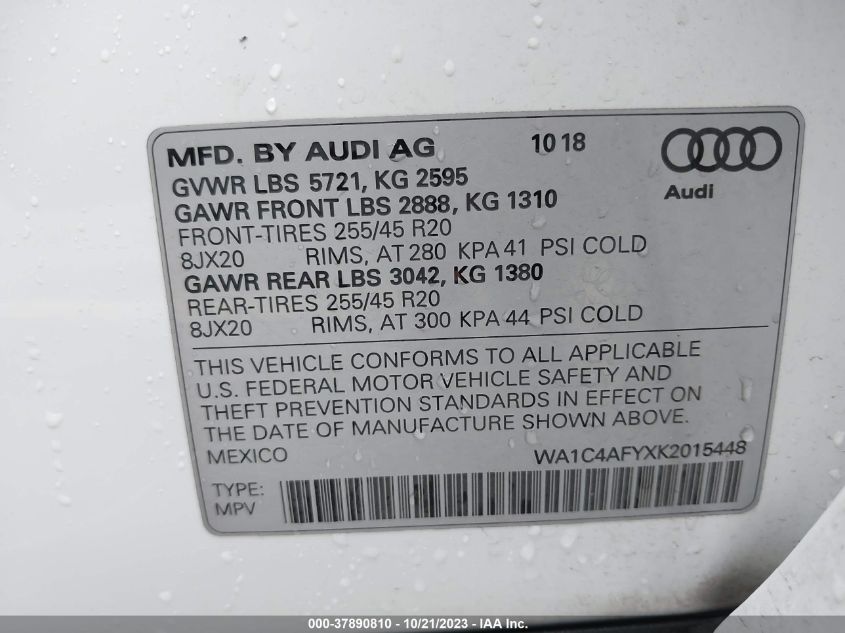 MFD. BY AUDI AG 10 18
Audi
GVWR LBS 5721, KG 2595
GAWR FRONT LBS 2888, KG 1310
FRONT-TIRES 255/45 R20
8JX20 RIMS, AT 280 KPA 41 PSI COLD
GAWR REAR LBS 3042, KG 1380
REAR-TIRES 255/45 R20
8JX20 RIMS, AT 300 KPA 44 PSI COLD
THIS VEHICLE CONFORMS TO ALL APPLICABLE
U.S. FEDERAL MOTOR VEHICLE SAFETY AND
THEFT PREVENTION STANDARDS IN EFFECT ON
THE DATE OF MANUFACTURE SHOWN ABOVE.
MEXICO WA1C4AFYXK2015448
TYPE:
MPV
000-37890810 - 10/21/2023 - IAA Inc.